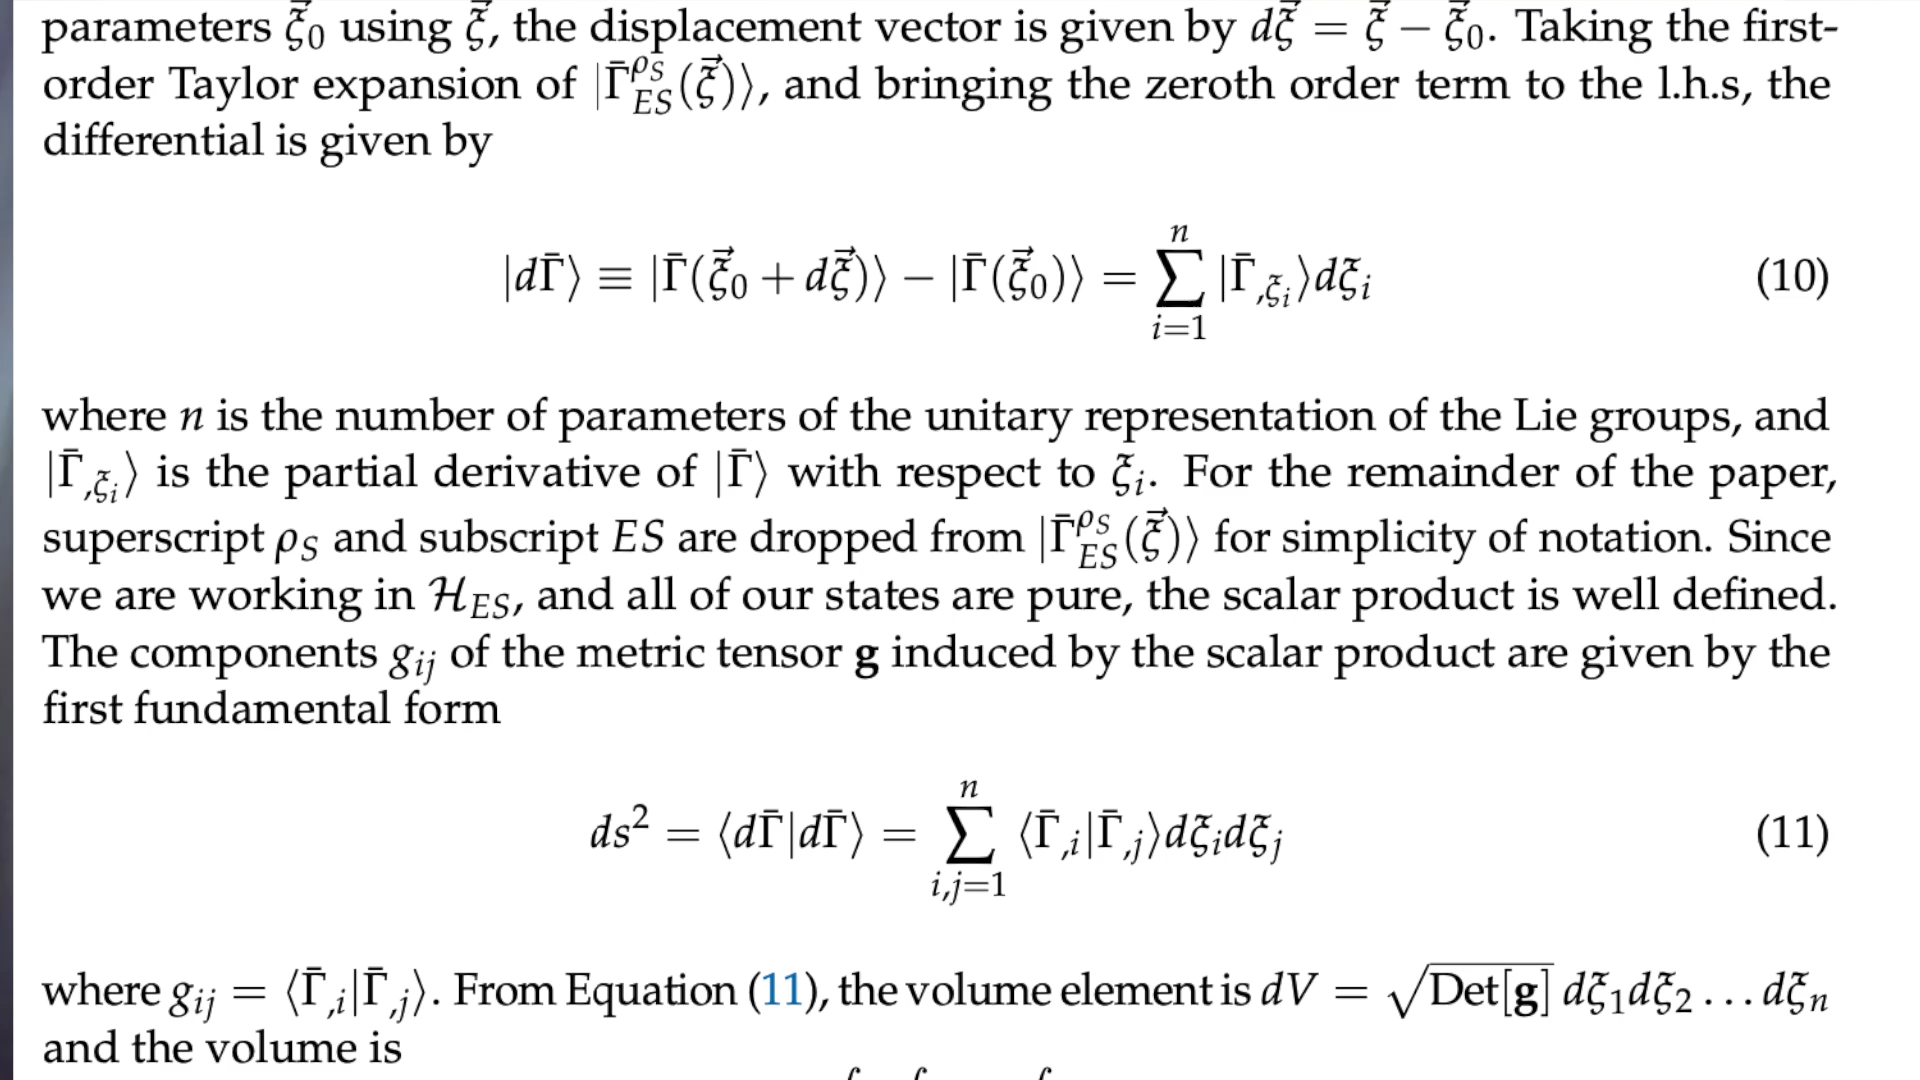 parameters ξ⃗₀ using ξ⃗, the displacement vector is given by dξ⃗ = ξ⃗ − ξ⃗₀. Taking the first-
order Taylor expansion of |Γ̄^{ρ_S}_{ES}(ξ⃗)⟩, and bringing the zeroth order term to the l.h.s, the
differential is given by
|dΓ̄⟩ ≡ |Γ̄(ξ⃗₀ + dξ⃗)⟩ − |Γ̄(ξ⃗₀)⟩ = ∑_{i=1}^{n} |Γ̄_{,ξ_i}⟩dξ_i (10)
where n is the number of parameters of the unitary representation of the Lie groups, and
|Γ̄_{,ξ_i}⟩ is the partial derivative of |Γ̄⟩ with respect to ξ_i. For the remainder of the paper,
superscript ρ_S and subscript ES are dropped from |Γ̄^{ρ_S}_{ES}(ξ⃗)⟩ for simplicity of notation. Since
we are working in ℋ_{ES}, and all of our states are pure, the scalar product is well defined.
The components g_{ij} of the metric tensor g induced by the scalar product are given by the
first fundamental form
ds² = ⟨dΓ̄|dΓ̄⟩ = ∑_{i,j=1}^{n} ⟨Γ̄_{,i}|Γ̄_{,j}⟩dξ_idξ_j (11)
where g_{ij} = ⟨Γ̄_{,i}|Γ̄_{,j}⟩. From Equation (11), the volume element is dV = √Det[g] dξ₁dξ₂ … dξ_n
and the volume is